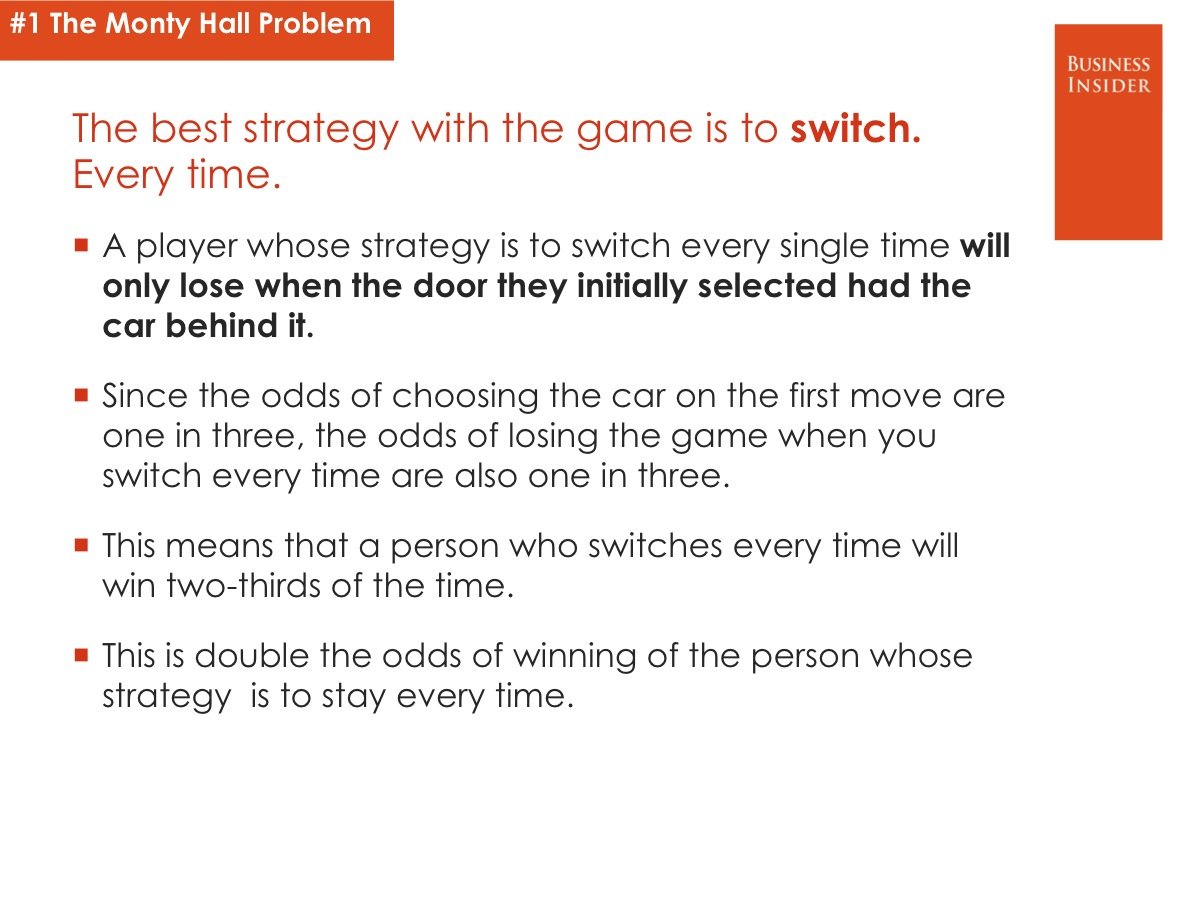 #1 The Monty Hall Problem
BUSINESS
INSIDER
The best strategy with the game is to switch.
Every time.
▪ A player whose strategy is to switch every single time will
only lose when the door they initially selected had the
car behind it.
▪ Since the odds of choosing the car on the first move are
one in three, the odds of losing the game when you
switch every time are also one in three.
▪ This means that a person who switches every time will
win two-thirds of the time.
▪ This is double the odds of winning of the person whose
strategy  is to stay every time.